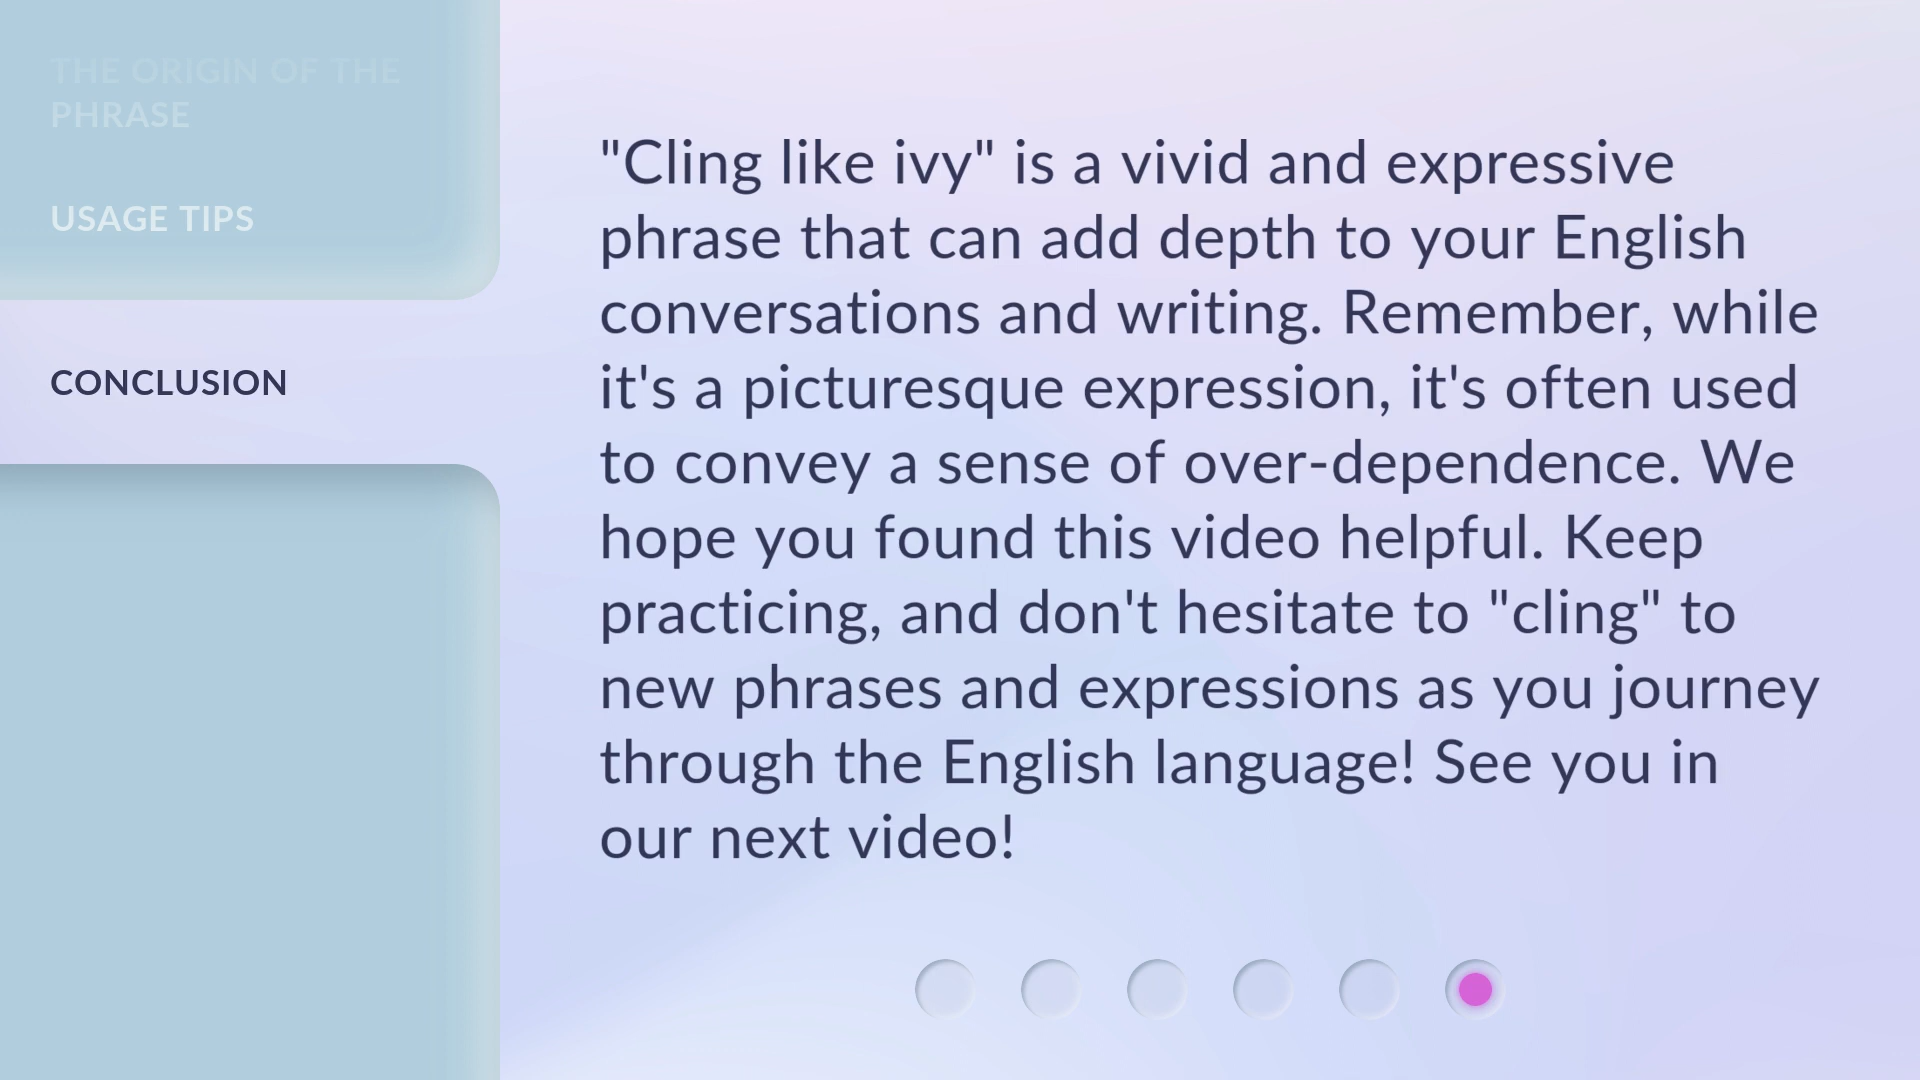 THE ORIGIN OF THE
PHRASE
USAGE TIPS
CONCLUSION
"Cling like ivy" is a vivid and expressive
phrase that can add depth to your English
conversations and writing. Remember, while
it's a picturesque expression, it's often used
to convey a sense of over-dependence. We
hope you found this video helpful. Keep
practicing, and don't hesitate to "cling" to
new phrases and expressions as you journey
through the English language! See you in
our next video!